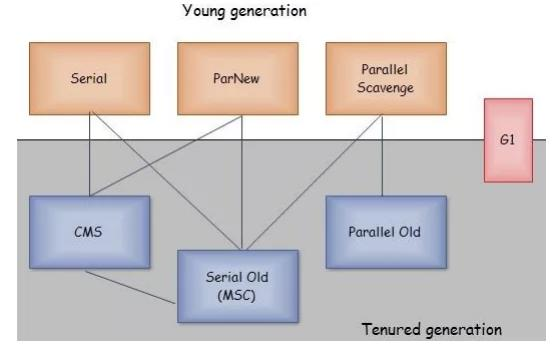 Young generation
Serial
ParNew
Parallel
Scavenge
G1
CMS
Serial Old
(MSC)
Parallel Old
Tenured generation